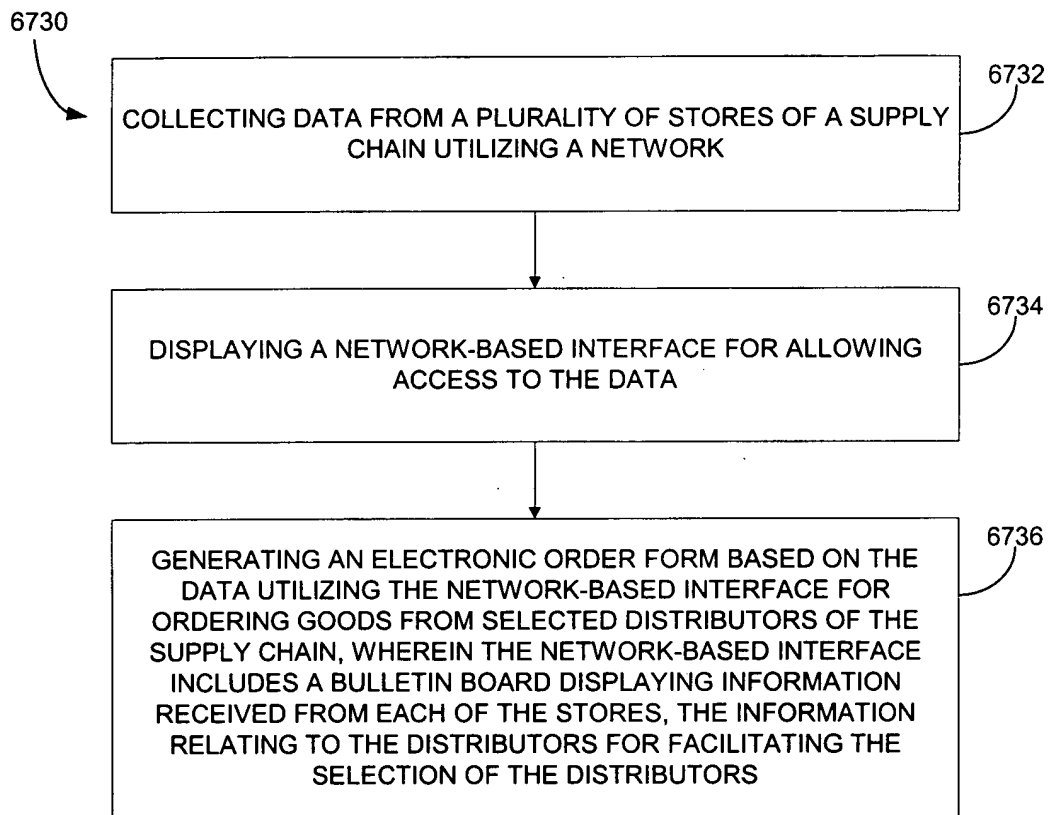 6730
6732
COLLECTING DATA FROM A PLURALITY OF STORES OF A SUPPLY
CHAIN UTILIZING A NETWORK
6734
DISPLAYING A NETWORK-BASED INTERFACE FOR ALLOWING
ACCESS TO THE DATA
6736
GENERATING AN ELECTRONIC ORDER FORM BASED ON THE
DATA UTILIZING THE NETWORK-BASED INTERFACE FOR
ORDERING GOODS FROM SELECTED DISTRIBUTORS OF THE
SUPPLY CHAIN, WHEREIN THE NETWORK-BASED INTERFACE
INCLUDES A BULLETIN BOARD DISPLAYING INFORMATION
RECEIVED FROM EACH OF THE STORES, THE INFORMATION
RELATING TO THE DISTRIBUTORS FOR FACILITATING THE
SELECTION OF THE DISTRIBUTORS